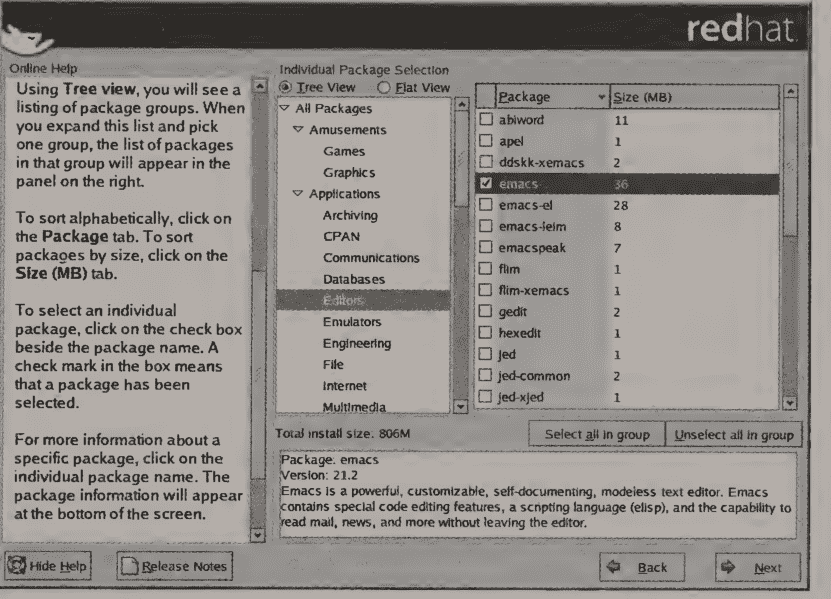 redhat.
Online Help
Using Tree view, you will see a
listing of package groups. When
you expand this list and pick
one group, the list of packages
in that group will appear in the
panel on the right.
To sort alphabetically, click on
the Package tab. To sort
packages by size, click on the
Size (MB) tab.
To select an individual
package, click on the check box
beside the package name. A
check mark in the box means
that a package has been
selected.
For more information about a
specific package, click on the
individual package name. The
package information will appear
at the bottom of the screen.
Individual Package Selection
Tree View Flat View
All Packages
Amusements
Games
Graphics
Applications
Archiving
CPAN
Communications
Databases
Editors
Emulators
Engineering
File
Internet
Multimedia
Package Size (MB)
abiword 11
apel 1
ddskk-xemacs 2
emacs 36
emacs-el 28
emacs-leim 8
emacspeak 7
flim 1
flim-xemacs 1
gedit 2
hexedit 1
jed 1
jed-common 2
jed-xjed 1
Total install size: 806M
Select all in group Unselect all in group
Package. emacs
Version: 21.2
Emacs is a powerful, customizable, self-documenting, modeless text editor. Emacs
contains special code editing features, a scripting language (elisp), and the capability to
read mail, news, and more without leaving the editor.
Hide Help Release Notes Back Next